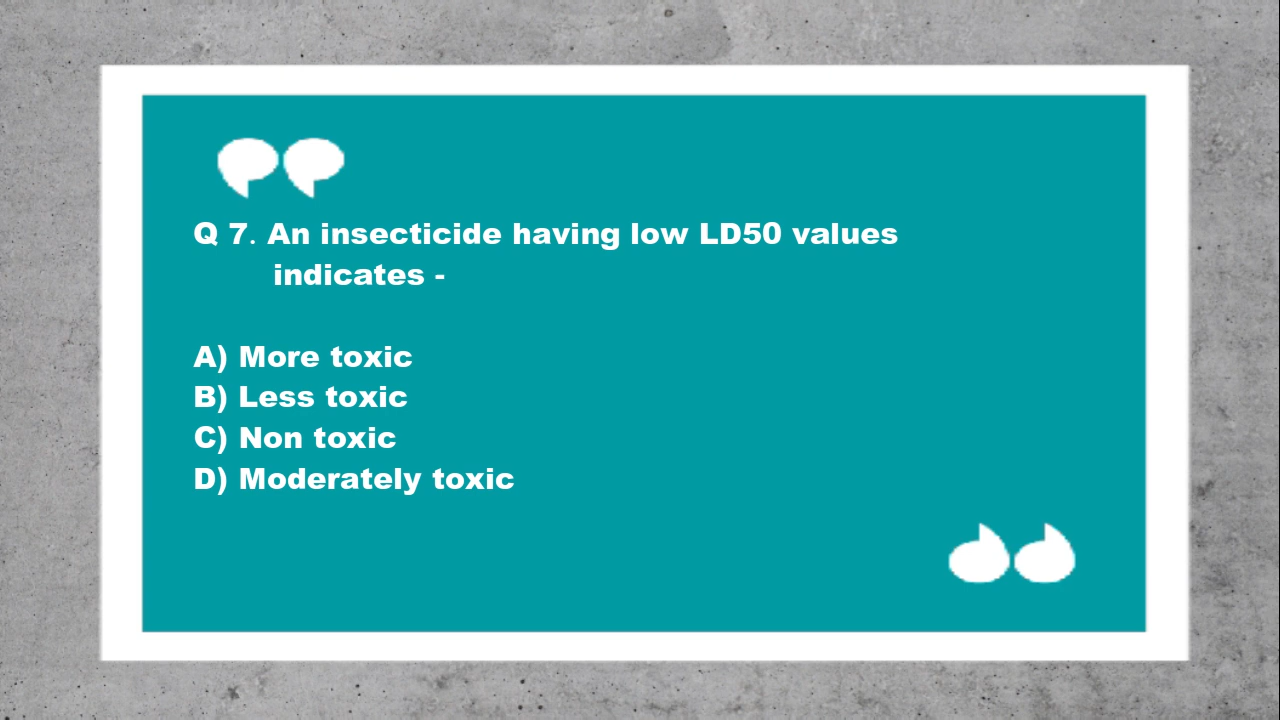 Q 7. An insecticide having low LD50 values
indicates -
A) More toxic
B) Less toxic
C) Non toxic
D) Moderately toxic